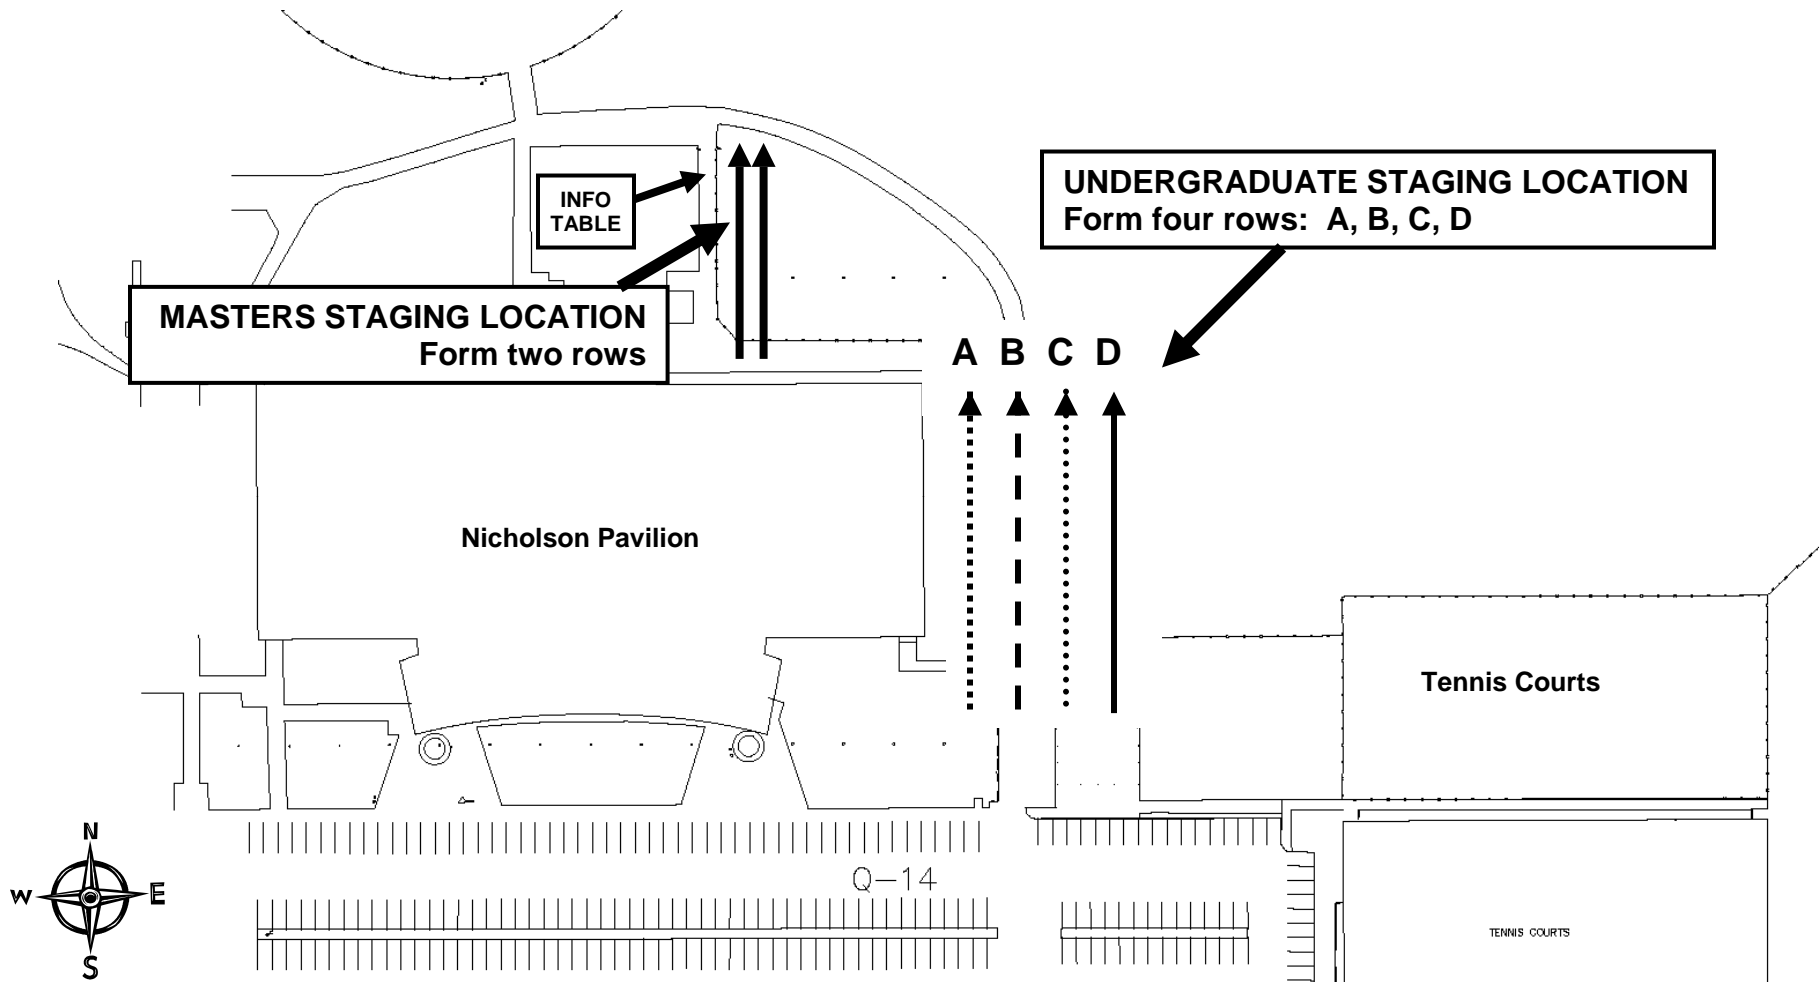 INFO
TABLE
UNDERGRADUATE STAGING LOCATION
Form four rows: A, B, C, D
MASTERS STAGING LOCATION
Form two rows
A B C D
Nicholson Pavilion
Tennis Courts
Q-14
N
W E
S
TENNIS COURTS